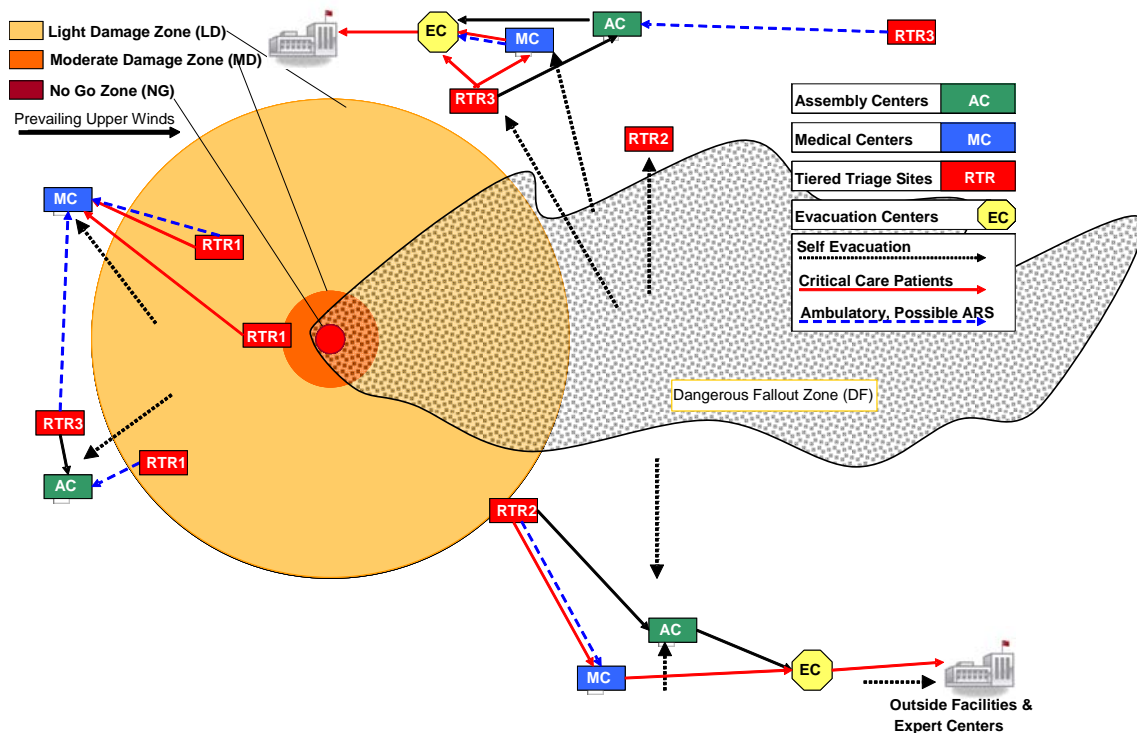 Light Damage Zone (LD)
Moderate Damage Zone (MD)
No Go Zone (NG)
Prevailing Upper Winds
EC
AC
MC
RTR3
RTR3
RTR2
Assembly Centers AC
Medical Centers MC
Tiered Triage Sites RTR
Evacuation Centers EC
Self Evacuation
Critical Care Patients
Ambulatory, Possible ARS
MC
RTR1
RTR1
Dangerous Fallout Zone (DF)
RTR3
RTR1
AC
RTR2
AC
MC
EC
Outside Facilities &
Expert Centers